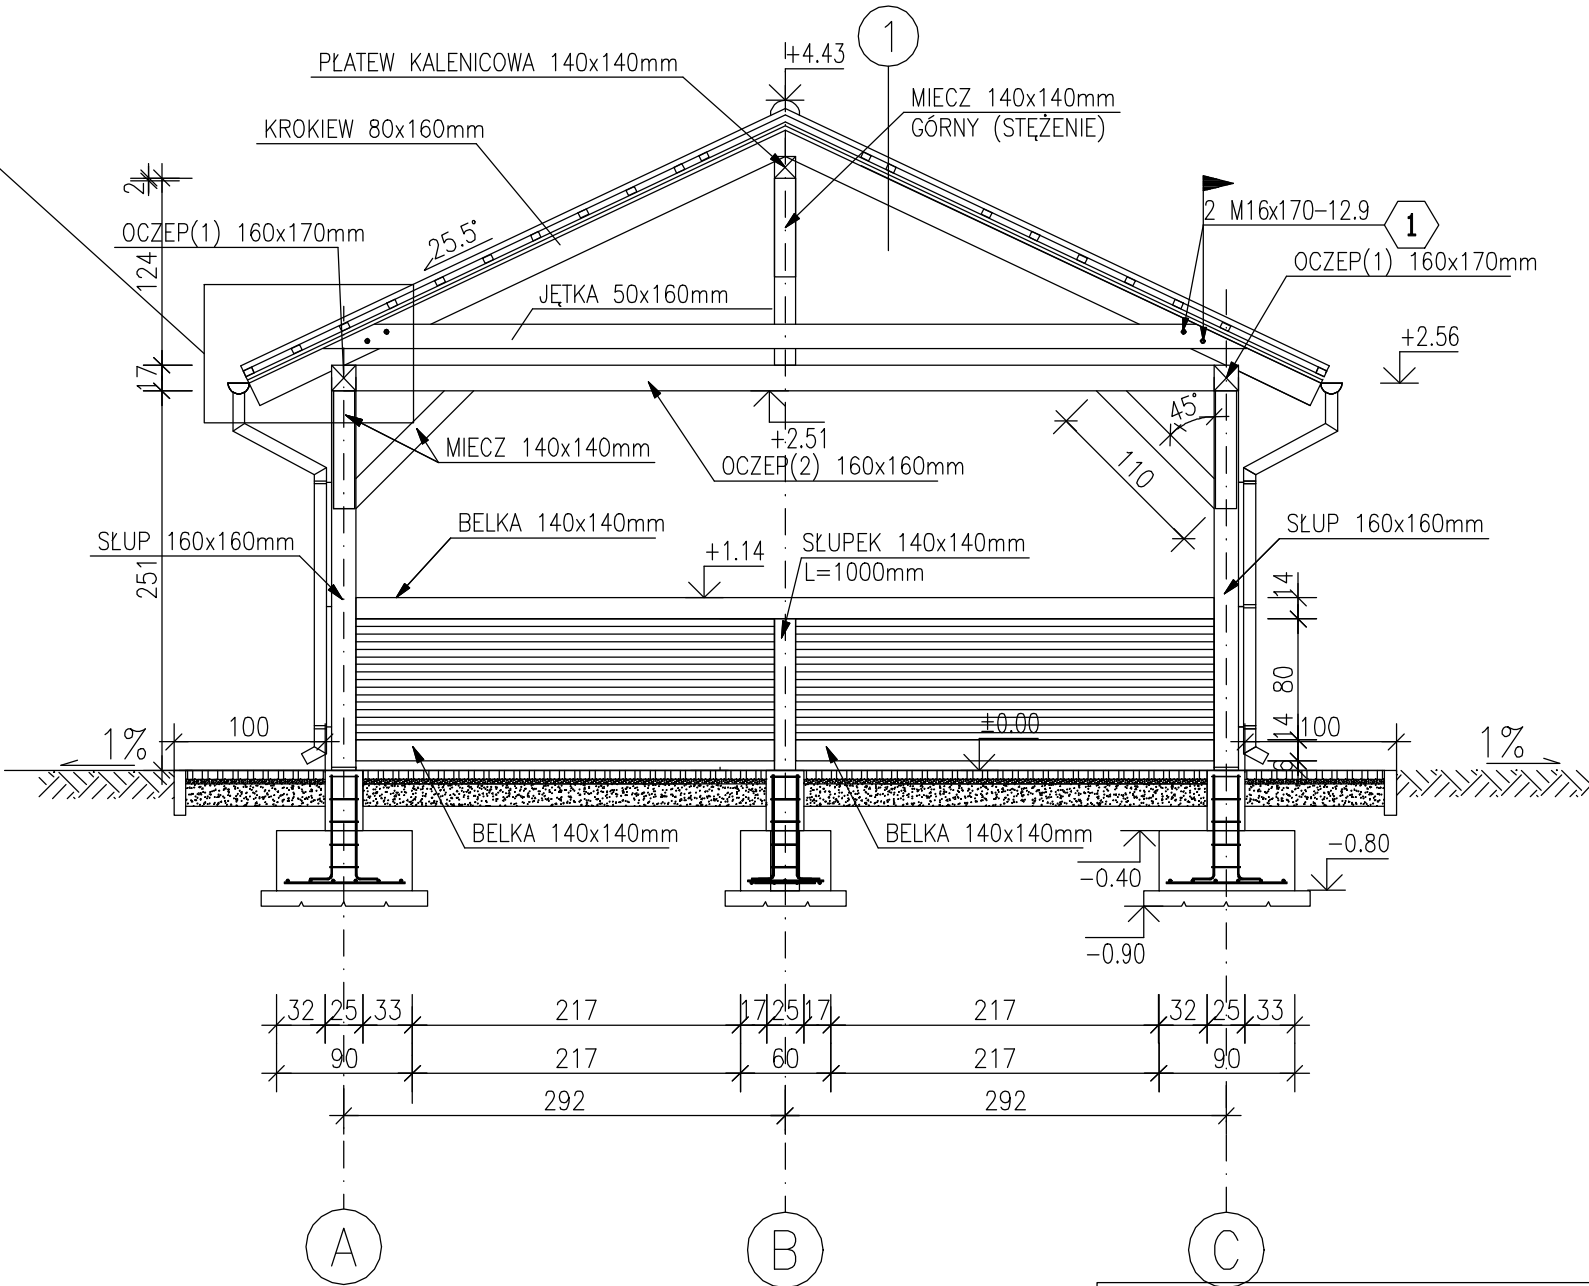 1
+4.43
PŁATEW KALENICOWA 140x140mm
MIECZ 140x140mm
GÓRNY (STĘŻENIE)
KROKIEW 80x160mm
2
2 M16x170-12.9
1
OCZEP(1) 160x170mm
25.5°
OCZEP(1) 160x170mm
124
JĘTKA 50x160mm
+2.56
17
45°
+2.51
MIECZ 140x140mm
OCZEP(2) 160x160mm
110
BELKA 140x140mm
SŁUP 160x160mm
SŁUP 160x160mm
+1.14
SŁUPEK 140x140mm
L=1000mm
251
14
80
14
100
±0.00
100
1%
1%
BELKA 140x140mm
BELKA 140x140mm
-0.80
-0.40
-0.90
32 25 33 217 17 25 17 217 32 25 33
90 217 60 217 90
292 292
A B C